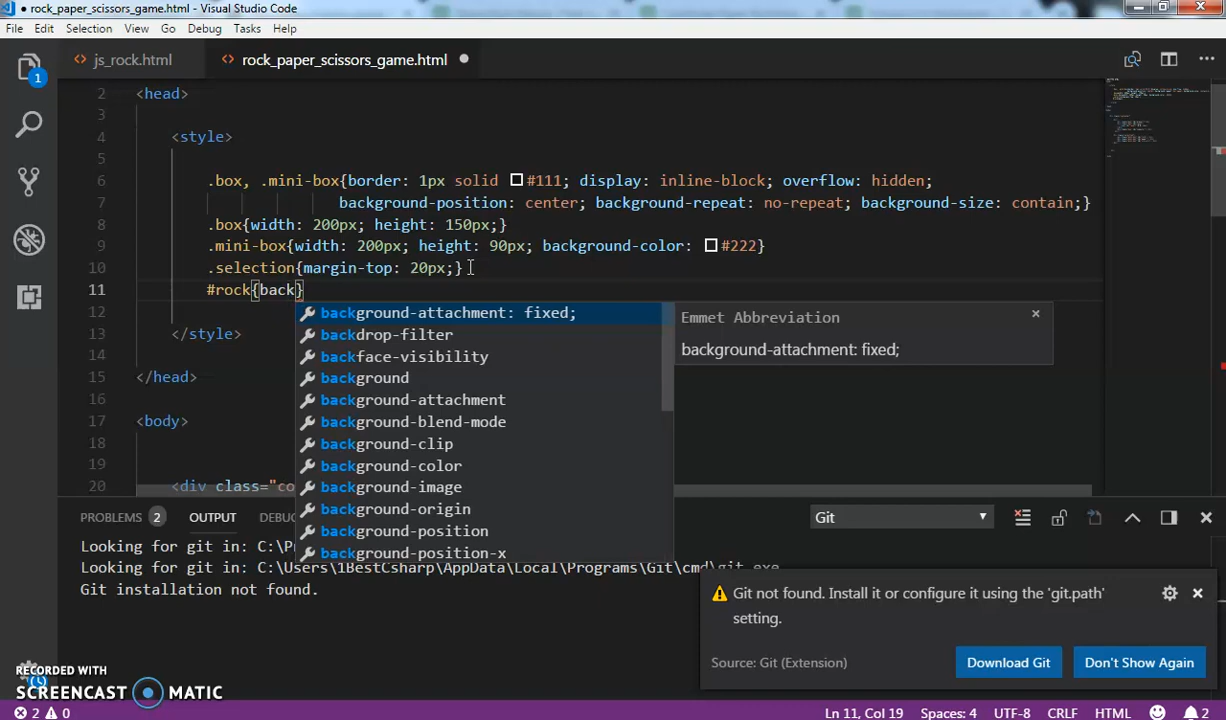 rock_paper_scissors_game.html - Visual Studio Code
File Edit Selection View Go Debug Tasks Help
js_rock.html rock_paper_scissors_game.html
1
2 <head>
3
4 <style>
5
6 .box, .mini-box{border: 1px solid #111; display: inline-block; overflow: hidden;
7 background-position: center; background-repeat: no-repeat; background-size: contain;}
8 .box{width: 200px; height: 150px;}
9 .mini-box{width: 200px; height: 90px; background-color: #222}
10 .selection{margin-top: 20px;}
11 #rock{back}
12
13 </style>
14
15 </head>
16
17 <body>
18
19
20 <div class="co
background-attachment: fixed;
backdrop-filter
backface-visibility
background
background-attachment
background-blend-mode
background-clip
background-color
background-image
background-origin
background-position
background-position-x
Emmet Abbreviation
background-attachment: fixed;
PROBLEMS 2 OUTPUT DEBU Git
Looking for git in: C:\P
Looking for git in: C:\Users\1BestCsharp\AppData\Local\Programs\Git\cmd\git.exe
Git installation not found.
Git not found. Install it or configure it using the 'git.path'
setting.
Source: Git (Extension) Download Git Don't Show Again
RECORDED WITH
SCREENCAST MATIC
2 0 Ln 11, Col 19 Spaces: 4 UTF-8 CRLF HTML 2